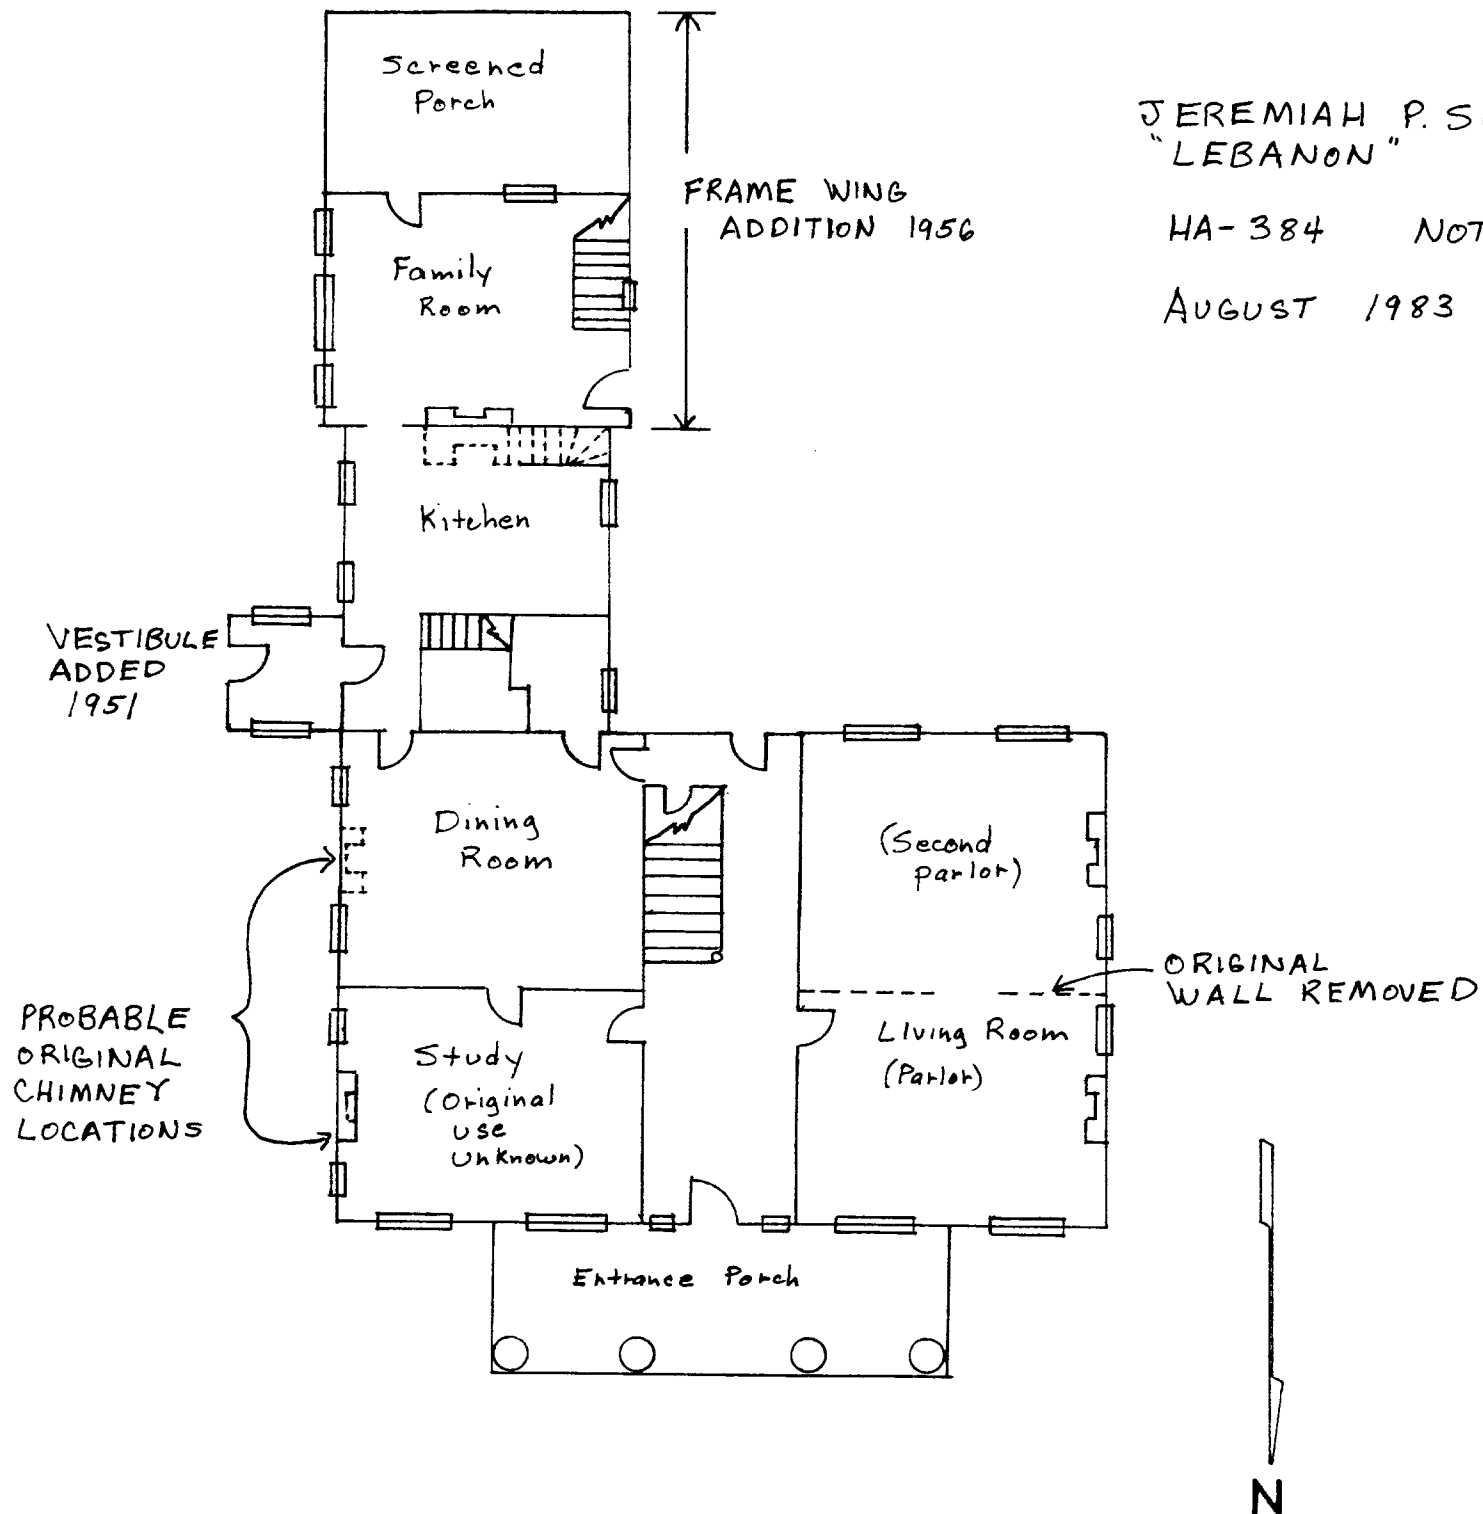 Screened
Porch
JEREMIAH P.
"LEBANON"
FRAME WING
ADDITION 1956
HA-384 NOT
AUGUST 1983
Family
Room
Kitchen
VESTIBULE
ADDED
1951
Dining
Room
(Second
parlor)
ORIGINAL
WALL REMOVED
PROBABLE
ORIGINAL
CHIMNEY
LOCATIONS
Study
(Original
use
unknown)
Living Room
(Parlor)
Entrance Porch
N